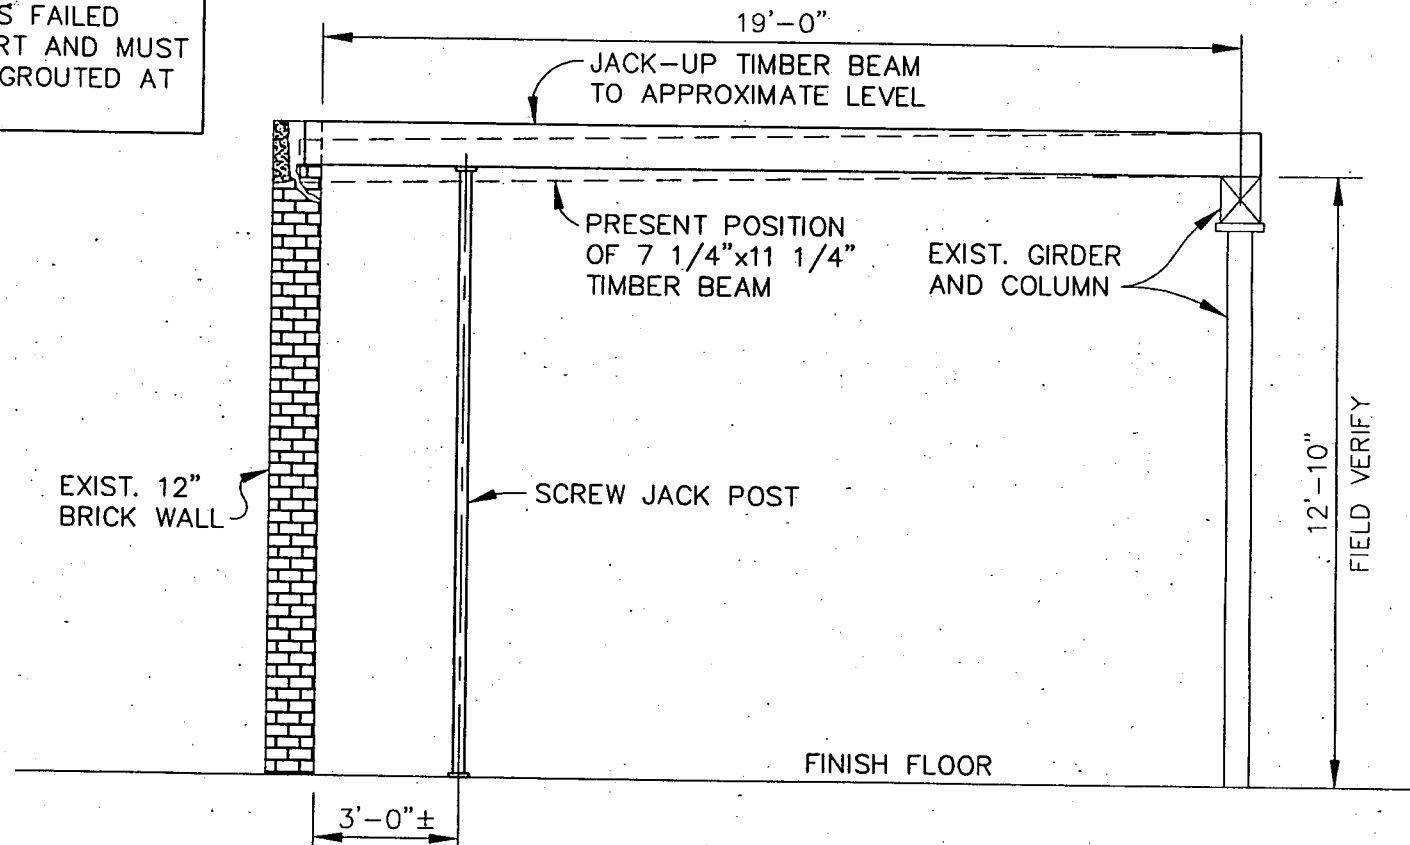 S FAILED
RT AND MUST
GROUTED AT
19'-0"
JACK-UP TIMBER BEAM
TO APPROXIMATE LEVEL
PRESENT POSITION
OF 7 1/4"x11 1/4"
TIMBER BEAM
EXIST. GIRDER
AND COLUMN
EXIST. 12"
BRICK WALL
SCREW JACK POST
12'-10"
FIELD VERIFY
FINISH FLOOR
3'-0"±